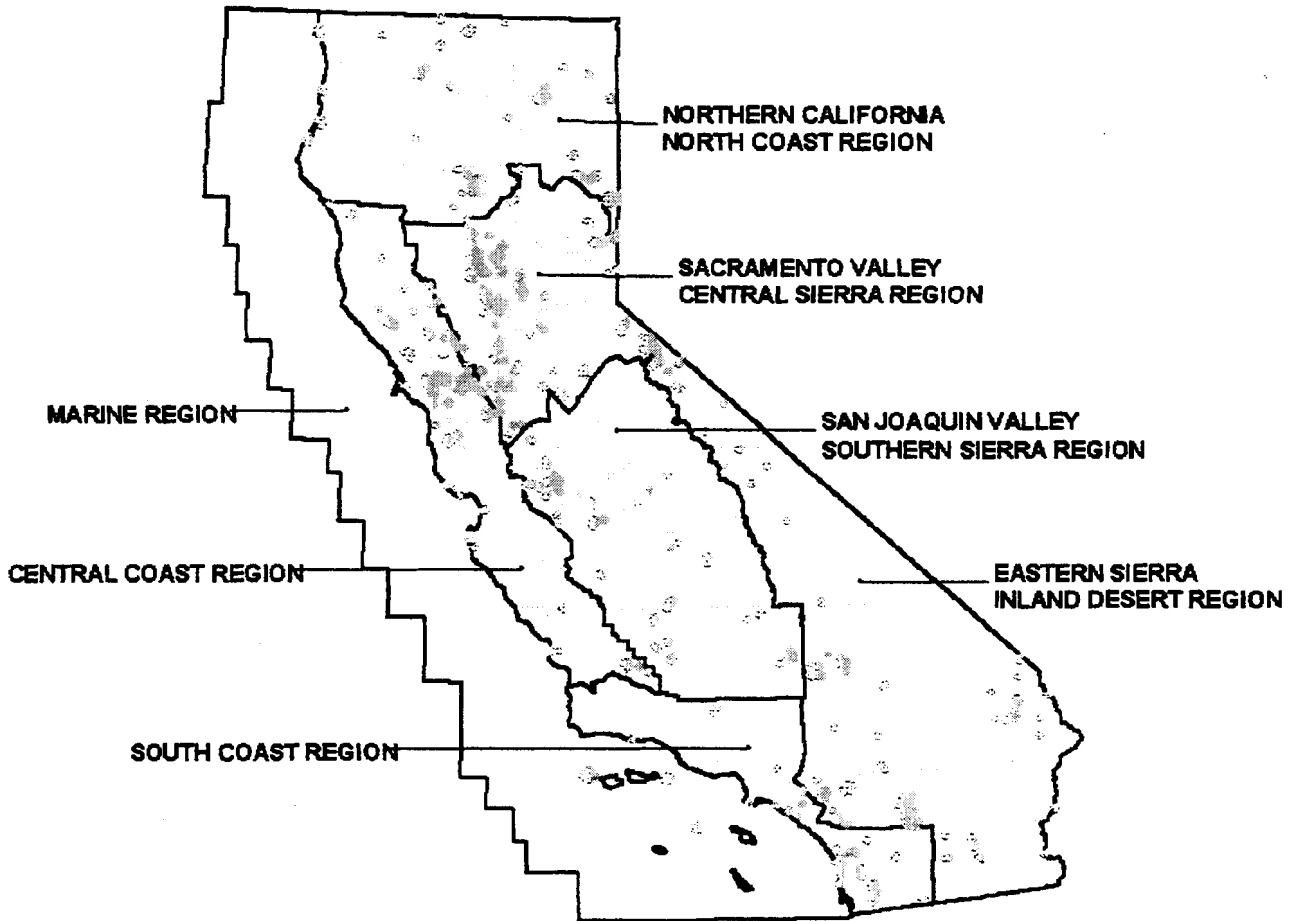 NORTHERN CALIFORNIA
NORTH COAST REGION
SACRAMENTO VALLEY
CENTRAL SIERRA REGION
MARINE REGION
SAN JOAQUIN VALLEY
SOUTHERN SIERRA REGION
CENTRAL COAST REGION
EASTERN SIERRA
INLAND DESERT REGION
SOUTH COAST REGION